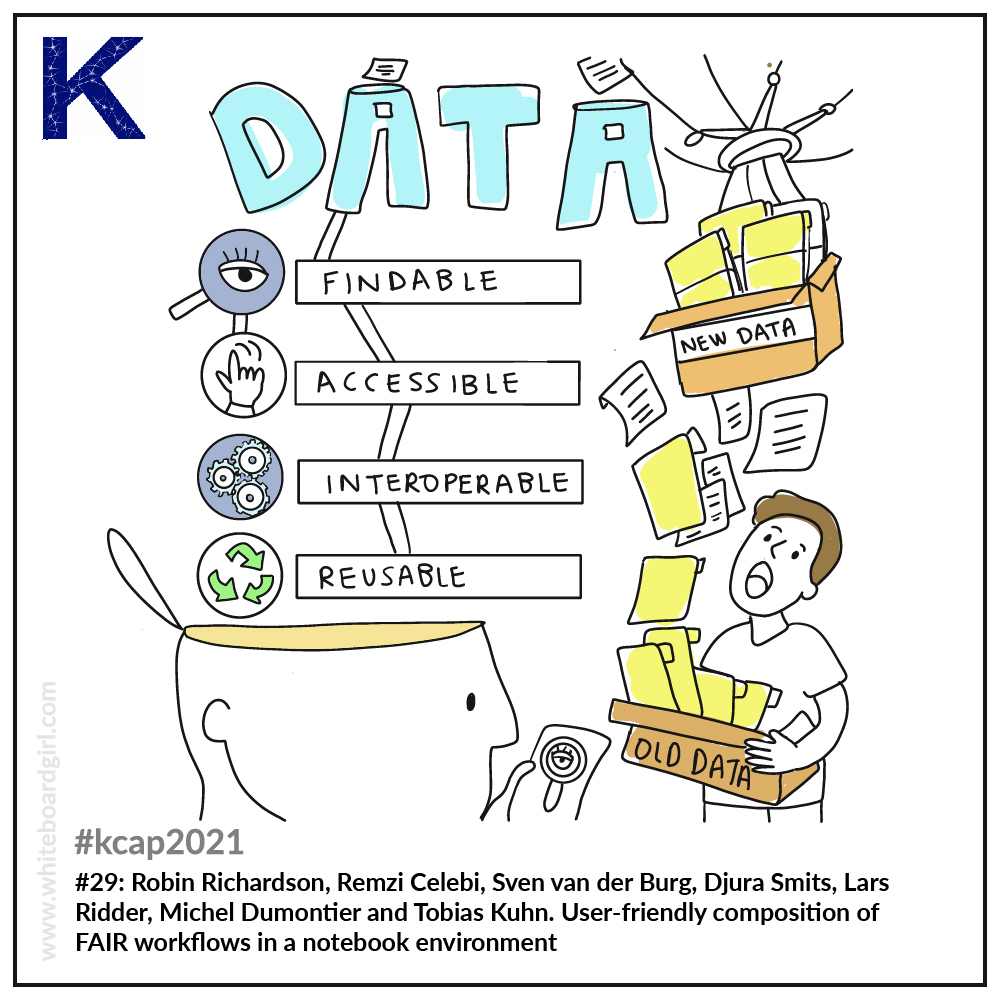 K
DATA
FINDABLE
ACCESSIBLE
INTEROPERABLE
REUSABLE
NEW DATA
OLD DATA
www.whiteboardgirl.com
#kcap2021
#29: Robin Richardson, Remzi Celebi, Sven van der Burg, Djura Smits, Lars
Ridder, Michel Dumontier and Tobias Kuhn. User-friendly composition of
FAIR workflows in a notebook environment